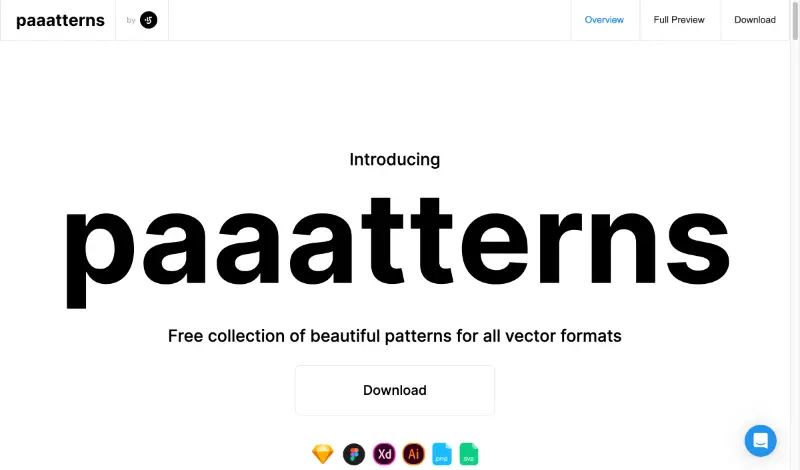 paaatterns
by
Overview
Full Preview
Download
Introducing
paaatterns
Free collection of beautiful patterns for all vector formats
Download
Xd
Ai
.png
.svg